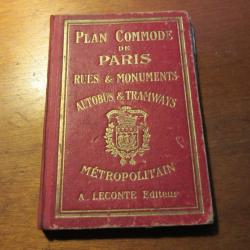 PLAN COMMODE
DE
PARIS
RUES & MONUMENTS
AUTOBUS & TRAMWAYS
MÉTROPOLITAIN
A. LECONTE Editeur